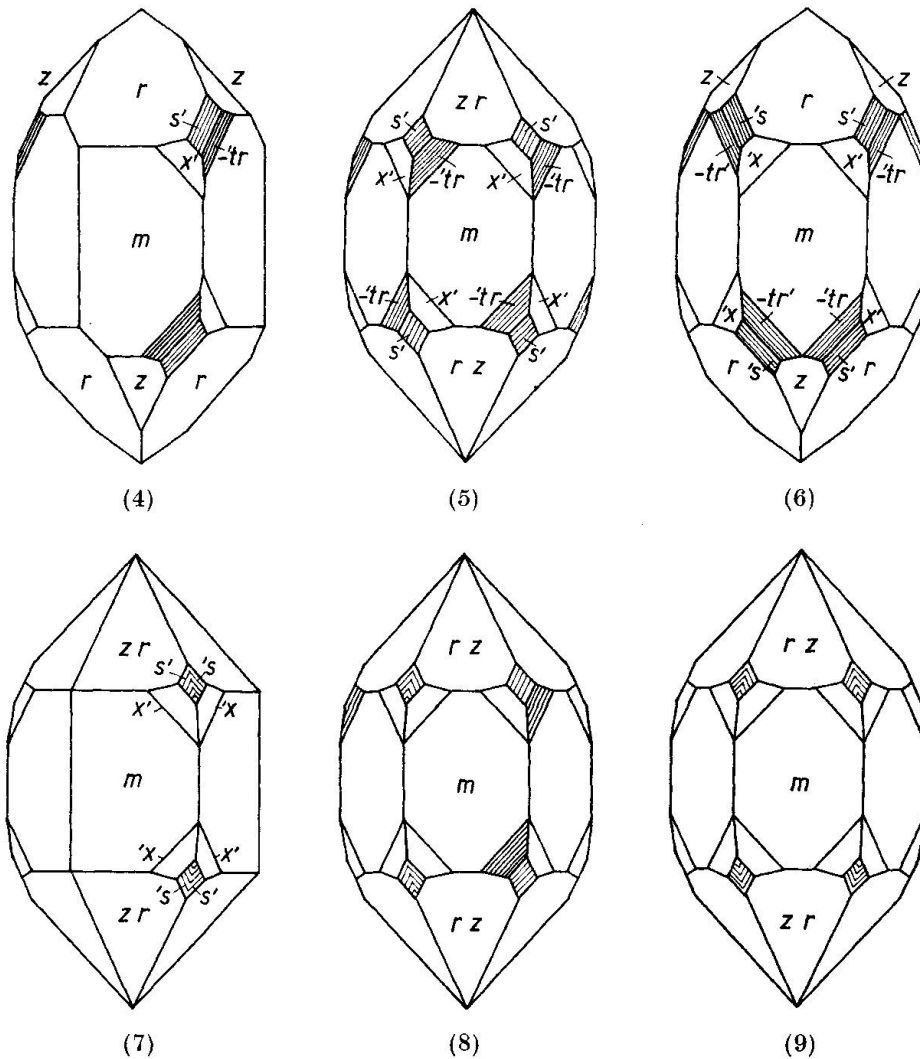 z r z z r z r z
s' s' s' 's s'
-'tr x' x' -'tr x' -'tr -tr' 'x x' -'tr
m m m
-'tr x' -'tr x' -tr' -'tr
s' s' 'x x'
r z r r z r 's' z s' r
(4) (5) (6)
z r r z r z
s' 's
x' 'x
m m m
'x x'
's s'
z r r z z r
(7) (8) (9)